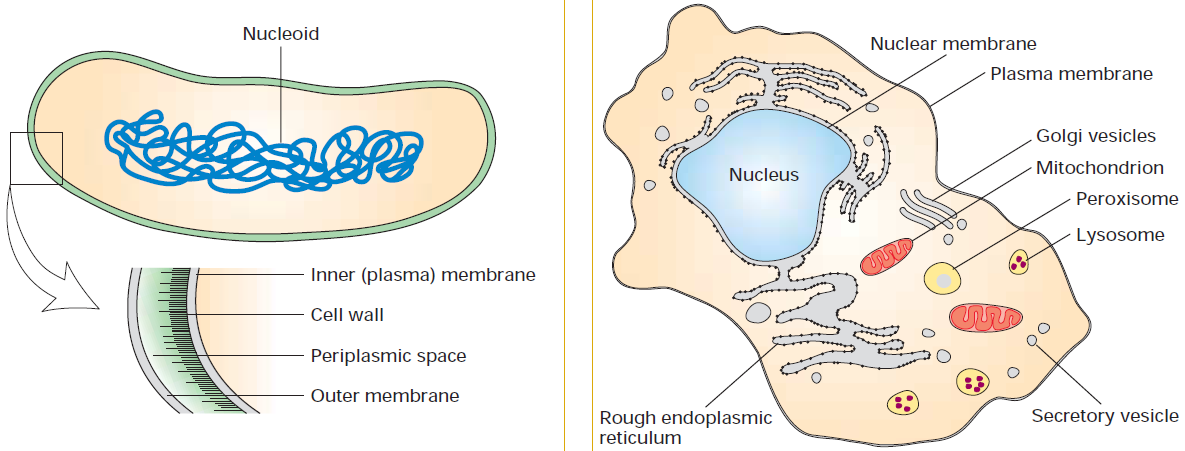 Nucleoid
Inner (plasma) membrane
Cell wall
Periplasmic space
Outer membrane
Nuclear membrane
Plasma membrane
Golgi vesicles
Mitochondrion
Peroxisome
Lysosome
Nucleus
Rough endoplasmic
reticulum
Secretory vesicle